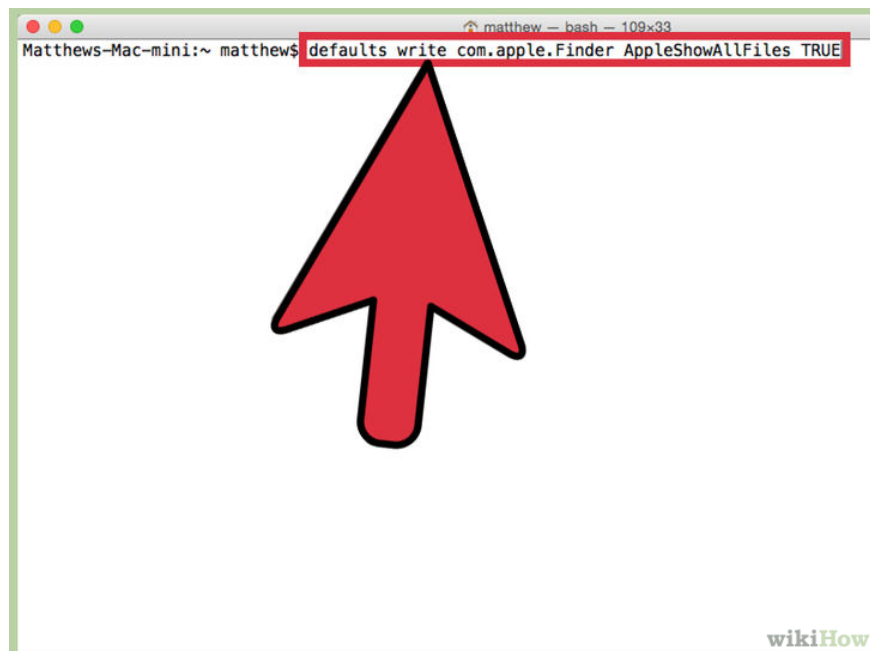 matthew — bash — 109×33
Matthews-Mac-mini:~ matthew$ defaults write com.apple.Finder AppleShowAllFiles TRUE
wikiHow